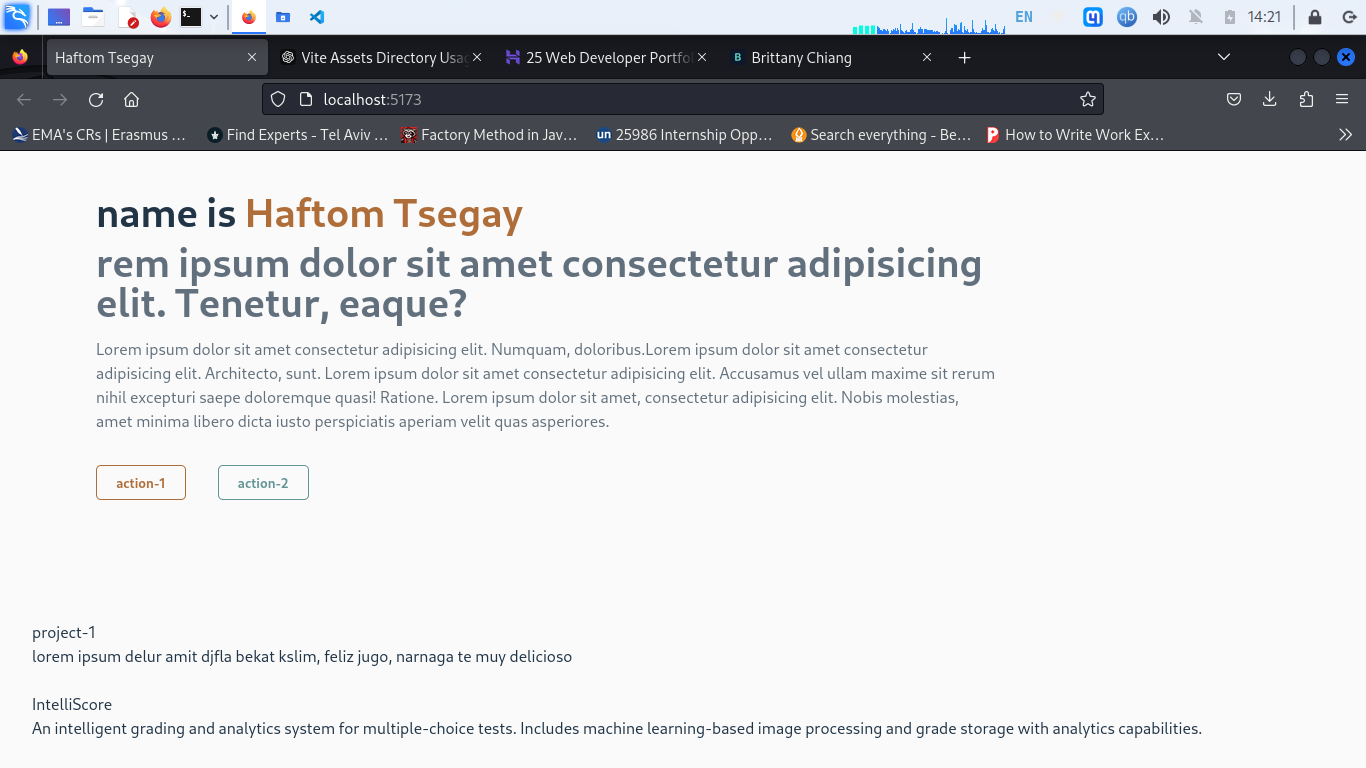 EN
qb
14:21
Haftom Tsegay
Vite Assets Directory Usa
25 Web Developer Portfol
B Brittany Chiang
localhost:5173
EMA's CRs | Erasmus ...
Find Experts - Tel Aviv ...
Factory Method in Jav...
un 25986 Internship Opp...
Search everything - Be...
How to Write Work Ex...
name is Haftom Tsegay
rem ipsum dolor sit amet consectetur adipisicing
elit. Tenetur, eaque?
Lorem ipsum dolor sit amet consectetur adipisicing elit. Numquam, doloribus.Lorem ipsum dolor sit amet consectetur
adipisicing elit. Architecto, sunt. Lorem ipsum dolor sit amet consectetur adipisicing elit. Accusamus vel ullam maxime sit rerum
nihil excepturi saepe doloremque quasi! Ratione. Lorem ipsum dolor sit amet, consectetur adipisicing elit. Nobis molestias,
amet minima libero dicta iusto perspiciatis aperiam velit quas asperiores.
action-1 action-2
project-1
lorem ipsum delur amit djfla bekat kslim, feliz jugo, narnaga te muy delicioso
IntelliScore
An intelligent grading and analytics system for multiple-choice tests. Includes machine learning-based image processing and grade storage with analytics capabilities.